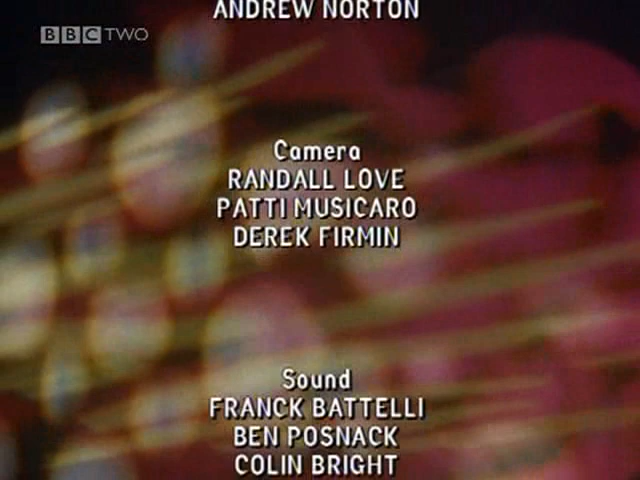 ANDREW NORTON
BBC TWO
Camera
RANDALL LOVE
PATTI MUSICARO
DEREK FIRMIN
Sound
FRANCK BATTELLI
BEN POSNACK
COLIN BRIGHT